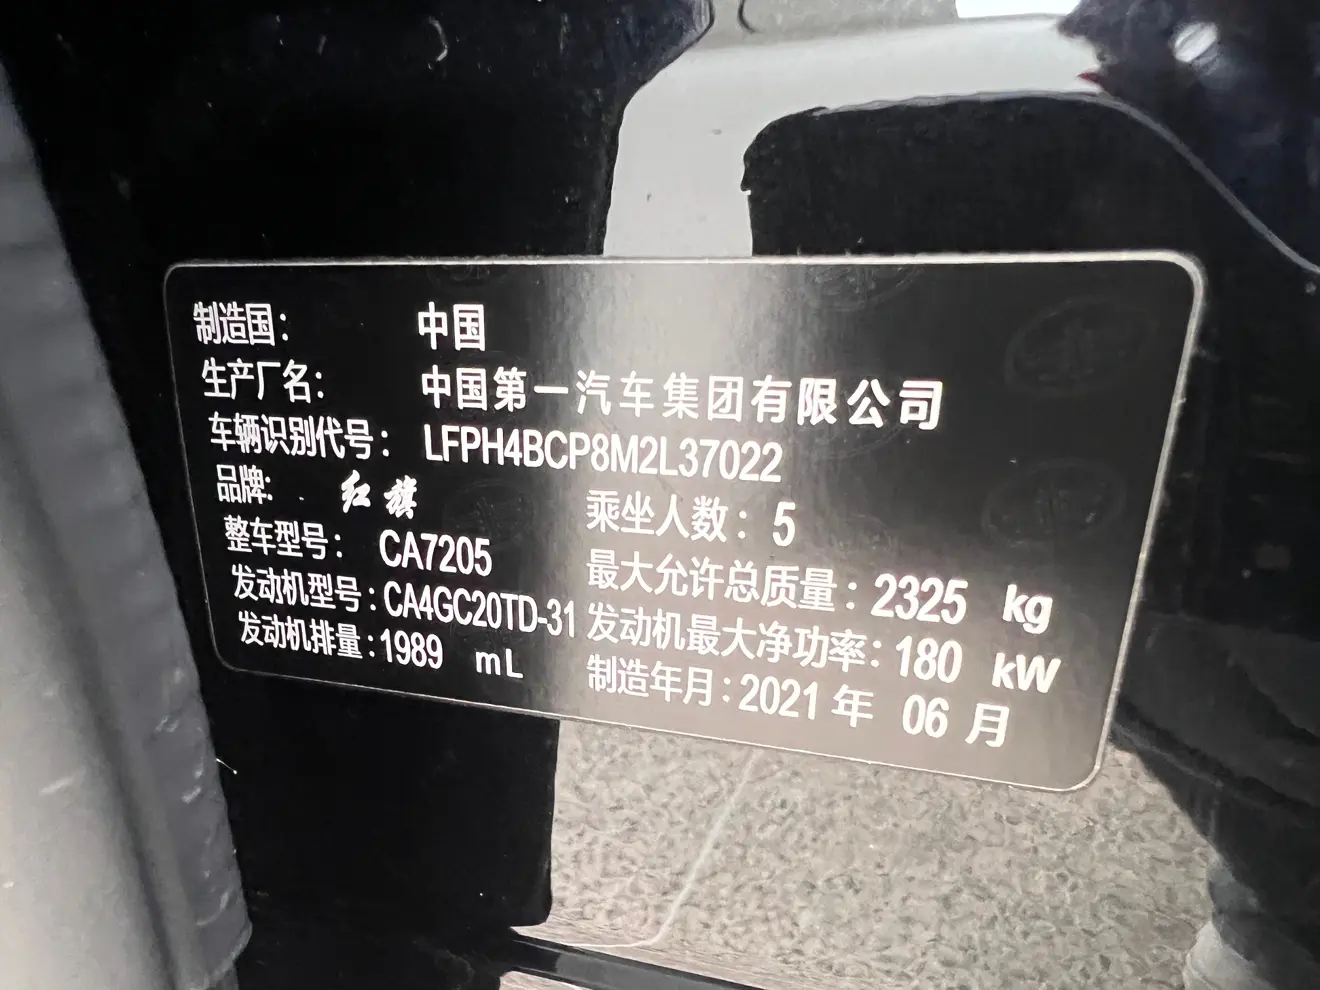 制造国： 中国
生产厂名： 中国第一汽车集团有限公司
车辆识别代号： LFPH4BCP8M2L37022
品牌： 红旗 乘坐人数：5
整车型号： CA7205 最大允许总质量：2325 kg
发动机型号：CA4GC20TD-31 发动机最大净功率：180 kW
发动机排量：1989 mL 制造年月：2021 年 06 月